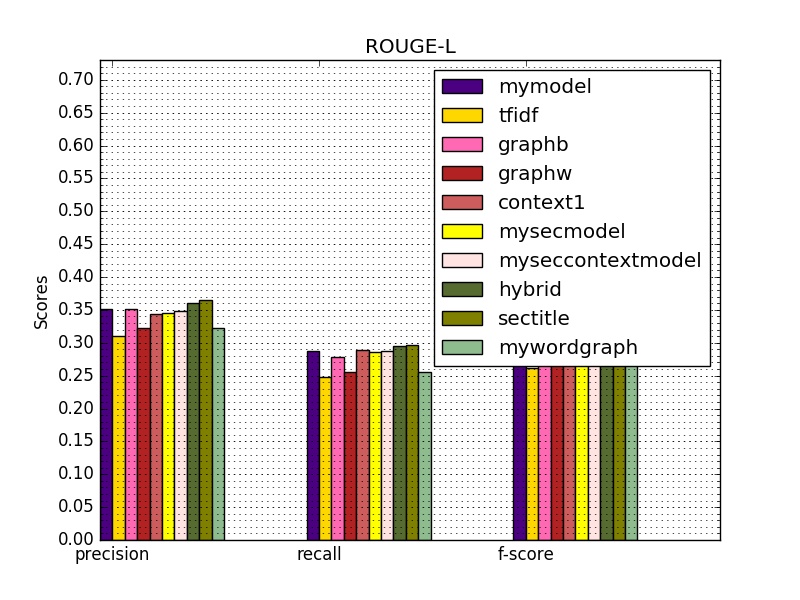 ROUGE-L
0.70
0.65
0.60
0.55
0.50
0.45
0.40
0.35
0.30
0.25
0.20
0.15
0.10
0.05
0.00
Scores
mymodel
tfidf
graphb
graphw
context1
mysecmodel
myseccontextmodel
hybrid
sectitle
mywordgraph
precision
recall
f-score